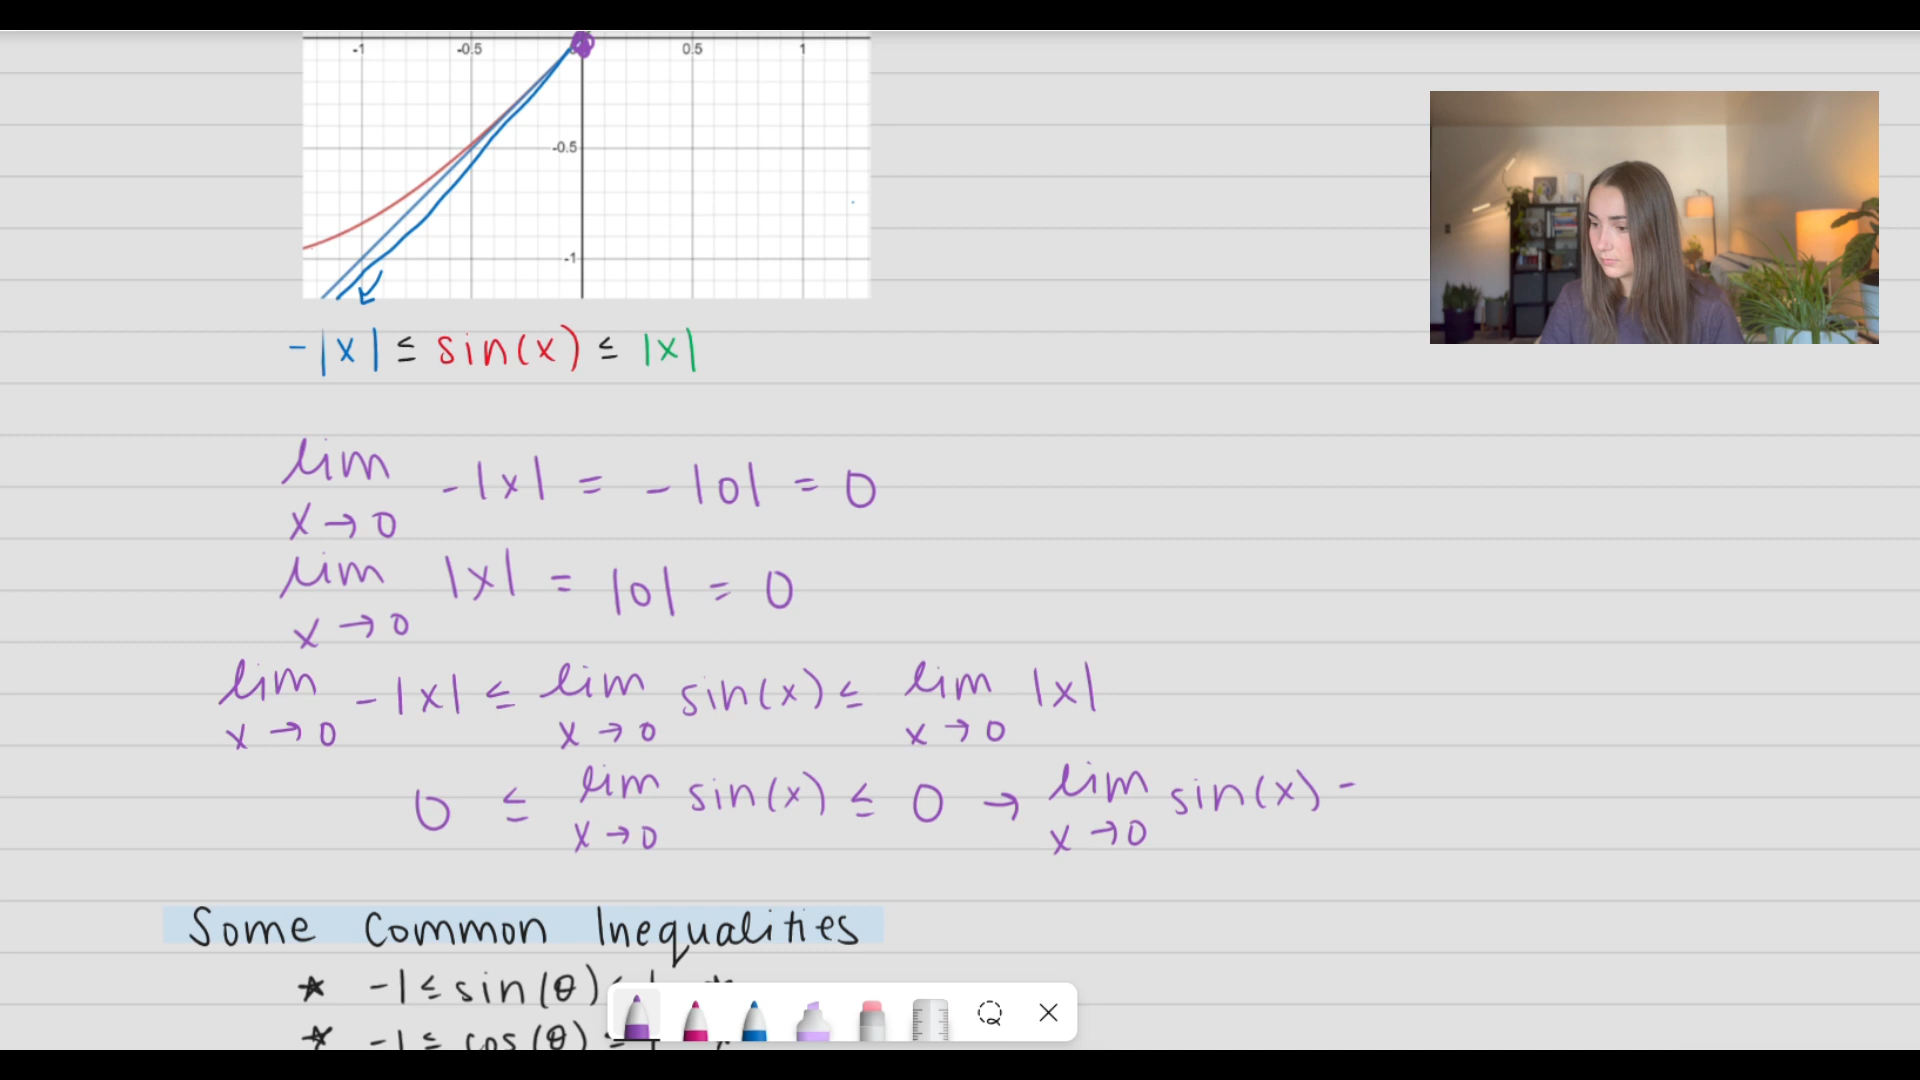 -1 -0.5 0.5 1
-0.5
-1
-|x| ≤ sin(x) ≤ |x|
lim -|x| = -|0| = 0
x→0
lim |x| = |0| = 0
x→0
lim -|x| ≤ lim sin(x) ≤ lim |x|
x→0 x→0 x→0
0 ≤ lim sin(x) ≤ 0 → lim sin(x) -
x→0 x→0
Some Common Inequalities
* -1 ≤ sin(θ)
* -1 ≤ cos(θ) ≤